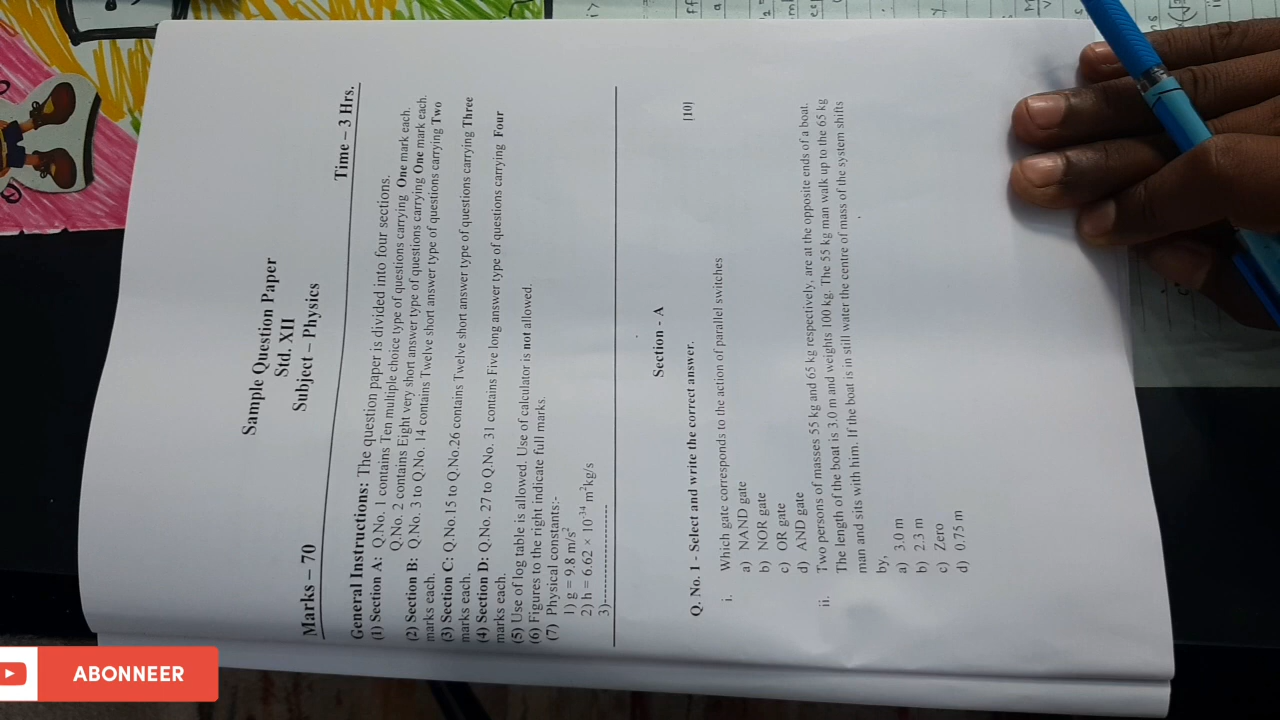 Sample Question Paper
Std. XII
Subject – Physics
Marks – 70 Time – 3 Hrs.
General Instructions: The question paper is divided into four sections.
(1) Section A: Q.No. 1 contains Ten multiple choice type of questions carrying One mark each.
Q.No. 2 contains Eight very short answer type of questions carrying One mark each.
(2) Section B: Q.No. 3 to Q.No. 14 contains Twelve short answer type of questions carrying Two
marks each.
(3) Section C: Q.No.15 to Q.No.26 contains Twelve short answer type of questions carrying Three
marks each.
(4) Section D: Q.No. 27 to Q.No. 31 contains Five long answer type of questions carrying Four
marks each.
(5) Use of log table is allowed. Use of calculator is not allowed.
(6) Figures to the right indicate full marks.
(7) Physical constants:-
1) g = 9.8 m/s²
2) h = 6.62 × 10⁻³⁴ m²kg/s
3)--------------------
Section - A
Q. No. 1 - Select and write the correct answer. [10]
i. Which gate corresponds to the action of parallel switches
a) NAND gate
b) NOR gate
c) OR gate
d) AND gate
ii. Two persons of masses 55 kg and 65 kg respectively, are at the opposite ends of a boat.
The length of the boat is 3.0 m and weights 100 kg. The 55 kg man walk up to the 65 kg
man and sits with him. If the boat is in still water the centre of mass of the system shifts
by,
a) 3.0 m
b) 2.3 m
c) Zero
d) 0.75 m
ABONNEER